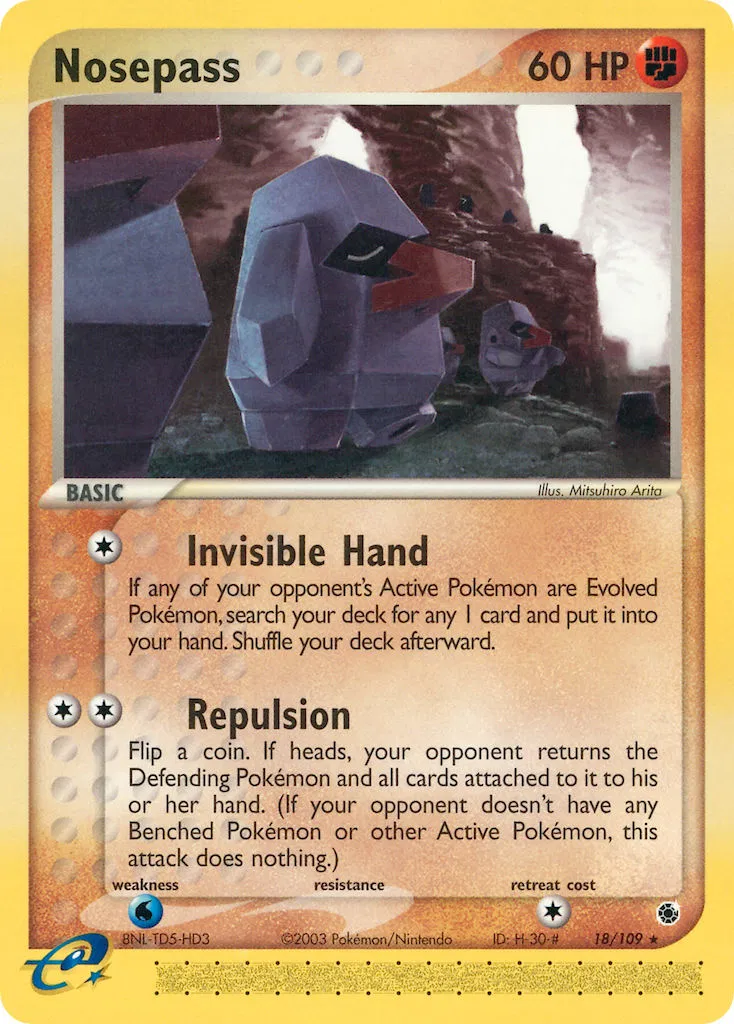 Nosepass 60 HP
BASIC
Illus. Mitsuhiro Arita
Invisible Hand
If any of your opponent's Active Pokémon are Evolved
Pokémon, search your deck for any 1 card and put it into
your hand. Shuffle your deck afterward.
Repulsion
Flip a coin. If heads, your opponent returns the
Defending Pokémon and all cards attached to it to his
or her hand. (If your opponent doesn't have any
Benched Pokémon or other Active Pokémon, this
attack does nothing.)
weakness resistance retreat cost
8NL-TD5-HD3 ©2003 Pokémon/Nintendo ID: H-30-# 18/109 ★
e